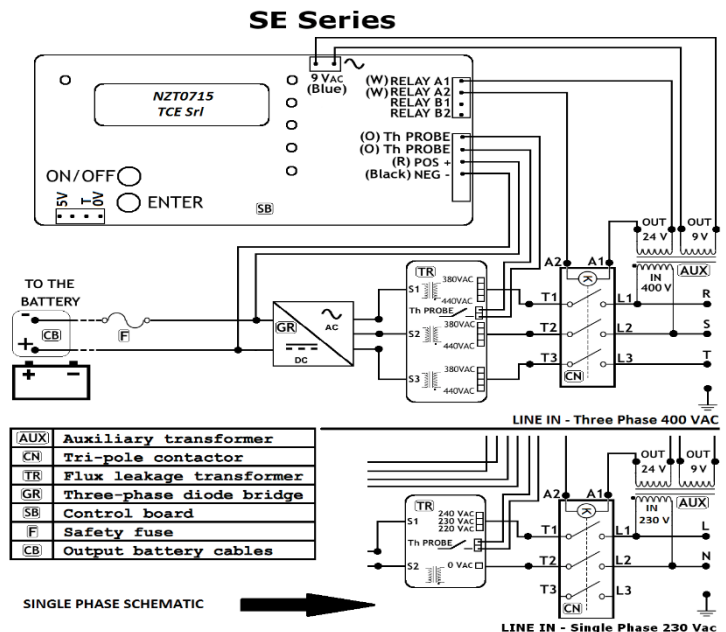 SE Series
9 VAC
(Blue)
NZT0715
TCE Srl
(W) RELAY A1
(W) RELAY A2
RELAY B1
RELAY B2
(O) Th PROBE
(O) Th PROBE
(R) POS +
(Black) NEG -
ON/OFF
ENTER
5V T 0V
SB
OUT
24 V
OUT
9 V
A2 A1
AUX
IN
400 V
K
TO THE
BATTERY
-
+
CB
F
+ -
GR
AC
DC
TR
S1
380VAC
440VAC
Th PROBE
S2
380VAC
440VAC
S3
380VAC
440VAC
T1
T2
T3
CN
L1
L2
L3
R
S
T
LINE IN - Three Phase 400 VAC
AUX Auxiliary transformer
CN Tri-pole contactor
TR Flux leakage transformer
GR Three-phase diode bridge
SB Control board
F Safety fuse
CB Output battery cables
OUT
24 V
OUT
9 V
A2 A1
AUX
IN
230 V
K
TR
S1
240 VAC
230 VAC
220 VAC
Th PROBE
S2
0 VAC
T1
T2
T3
CN
L1
L2
L3
L
N
SINGLE PHASE SCHEMATIC
LINE IN - Single Phase 230 Vac